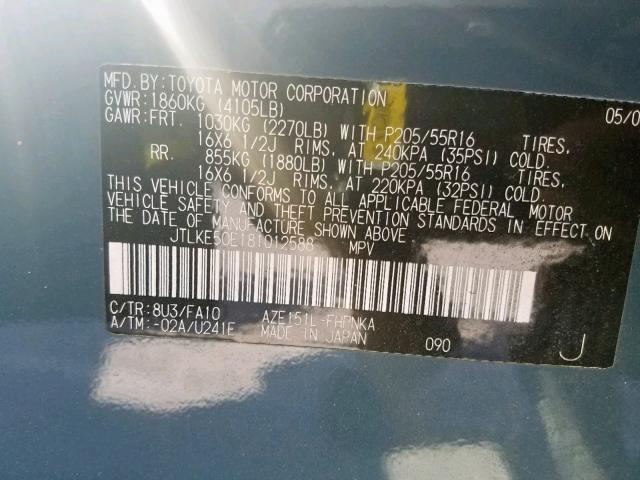 MFD. BY: TOYOTA MOTOR CORPORATION 05/0
GVWR: 1860KG (4105LB)
GAWR: FRT. 1030KG (2270LB) WITH P205/55R16 TIRES,
16X6 1/2J RIMS, AT 240KPA (35PSI) COLD.
RR. 855KG (1880LB) WITH P205/55R16 TIRES,
16X6 1/2J RIMS, AT 220KPA (32PSI) COLD.
THIS VEHICLE CONFORMS TO ALL APPLICABLE FEDERAL MOTOR
VEHICLE SAFETY AND THEFT PREVENTION STANDARDS IN EFFECT ON
THE DATE OF MANUFACTURE SHOWN ABOVE.
JTLKE50E181012588 MPV
C/TR: 8U3/FA10 AZE151L-FHPNKA
A/TM: -02A/U241E MADE IN JAPAN 090 J